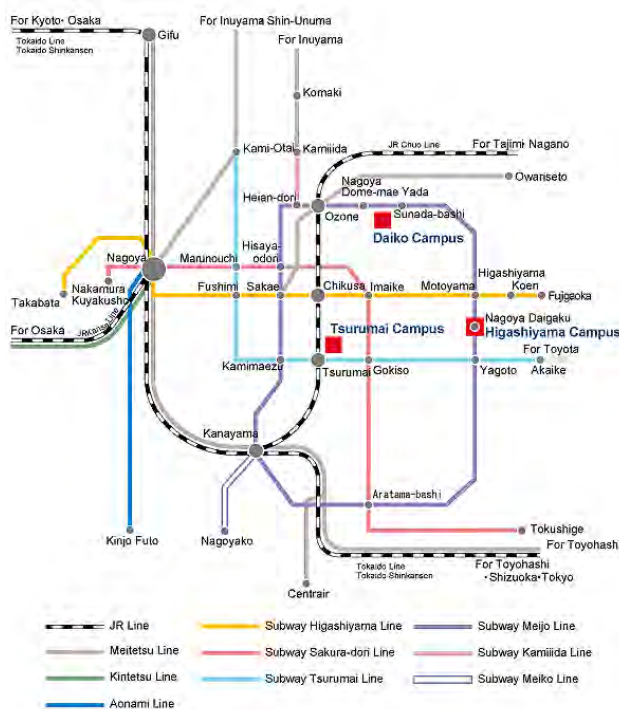 For Kyoto・Osaka
Tokaido Line
Tokaido Shinkansen
Gifu
For Inuyama Shin-Unuma
For Inuyama
Komaki
Kami-Otai
Kamiiida
JR Chuo Line
For Tajimi・Nagano
Owariseto
Heian-dori
Nagoya
Dome-mae Yada
Ozone
Sunada-bashi
Daiko Campus
Nagoya
Nakamura
Kuyakusho
Takabata
Marunouchi
Hisaya-
odori
Fushimi
Sakae
Chikusa
Imaike
Motoyama
Higashiyama
Koen
Fujigaoka
For Osaka
JRKansi Line
Tsurumai Campus
Nagoya Daigaku
Higashiyama Campus
Kamimaezu
Tsurumai
Gokiso
Yagoto
For Toyota
Akaike
Kanayama
Aratama-bashi
Kinjo Futo
Nagoyako
Tokushige
For Toyohashi
Centrair
Tokaido Line
Tokaido Shinkansen
For Toyohashi
・Shizuoka・Tokyo
JR Line
Subway Higashiyama Line
Subway Meijo Line
Meitetsu Line
Subway Sakura-dori Line
Subway Kamiiida Line
Kintetsu Line
Subway Tsurumai Line
Subway Meiko Line
Aonami Line